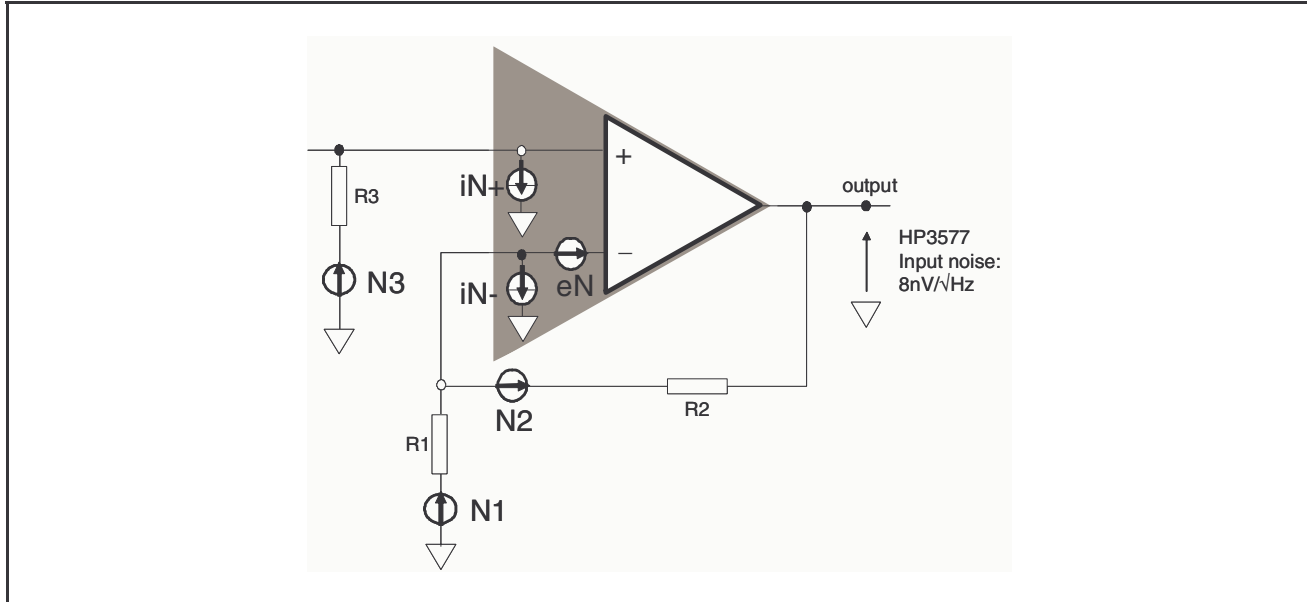 +
iN+
R3
output
HP3577
Input noise:
8nV/√Hz
N3
iN-
eN
−
N2
R2
R1
N1